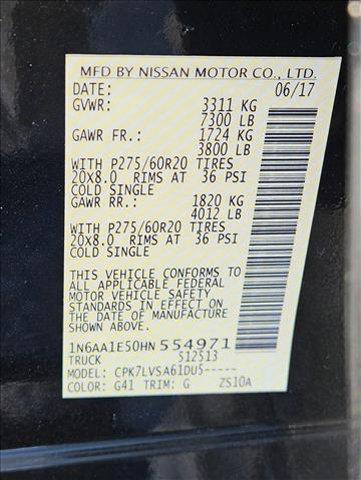 MFD BY NISSAN MOTOR CO., LTD.
DATE: 06/17
GVWR: 3311 KG
7300 LB
GAWR FR.: 1724 KG
3800 LB
WITH P275/60R20 TIRES
20X8.0 RIMS AT 36 PSI
COLD SINGLE
GAWR RR.: 1820 KG
4012 LB
WITH P275/60R20 TIRES
20X8.0 RIMS AT 36 PSI
COLD SINGLE
THIS VEHICLE CONFORMS TO
ALL APPLICABLE FEDERAL
MOTOR VEHICLE SAFETY
STANDARDS IN EFFECT ON
THE DATE OF MANUFACTURE
SHOWN ABOVE.
1N6AA1E50HN 554971
TRUCK S12513
MODEL: CPK7LVSA61DU5-----
COLOR: G41 TRIM: G ZS10A